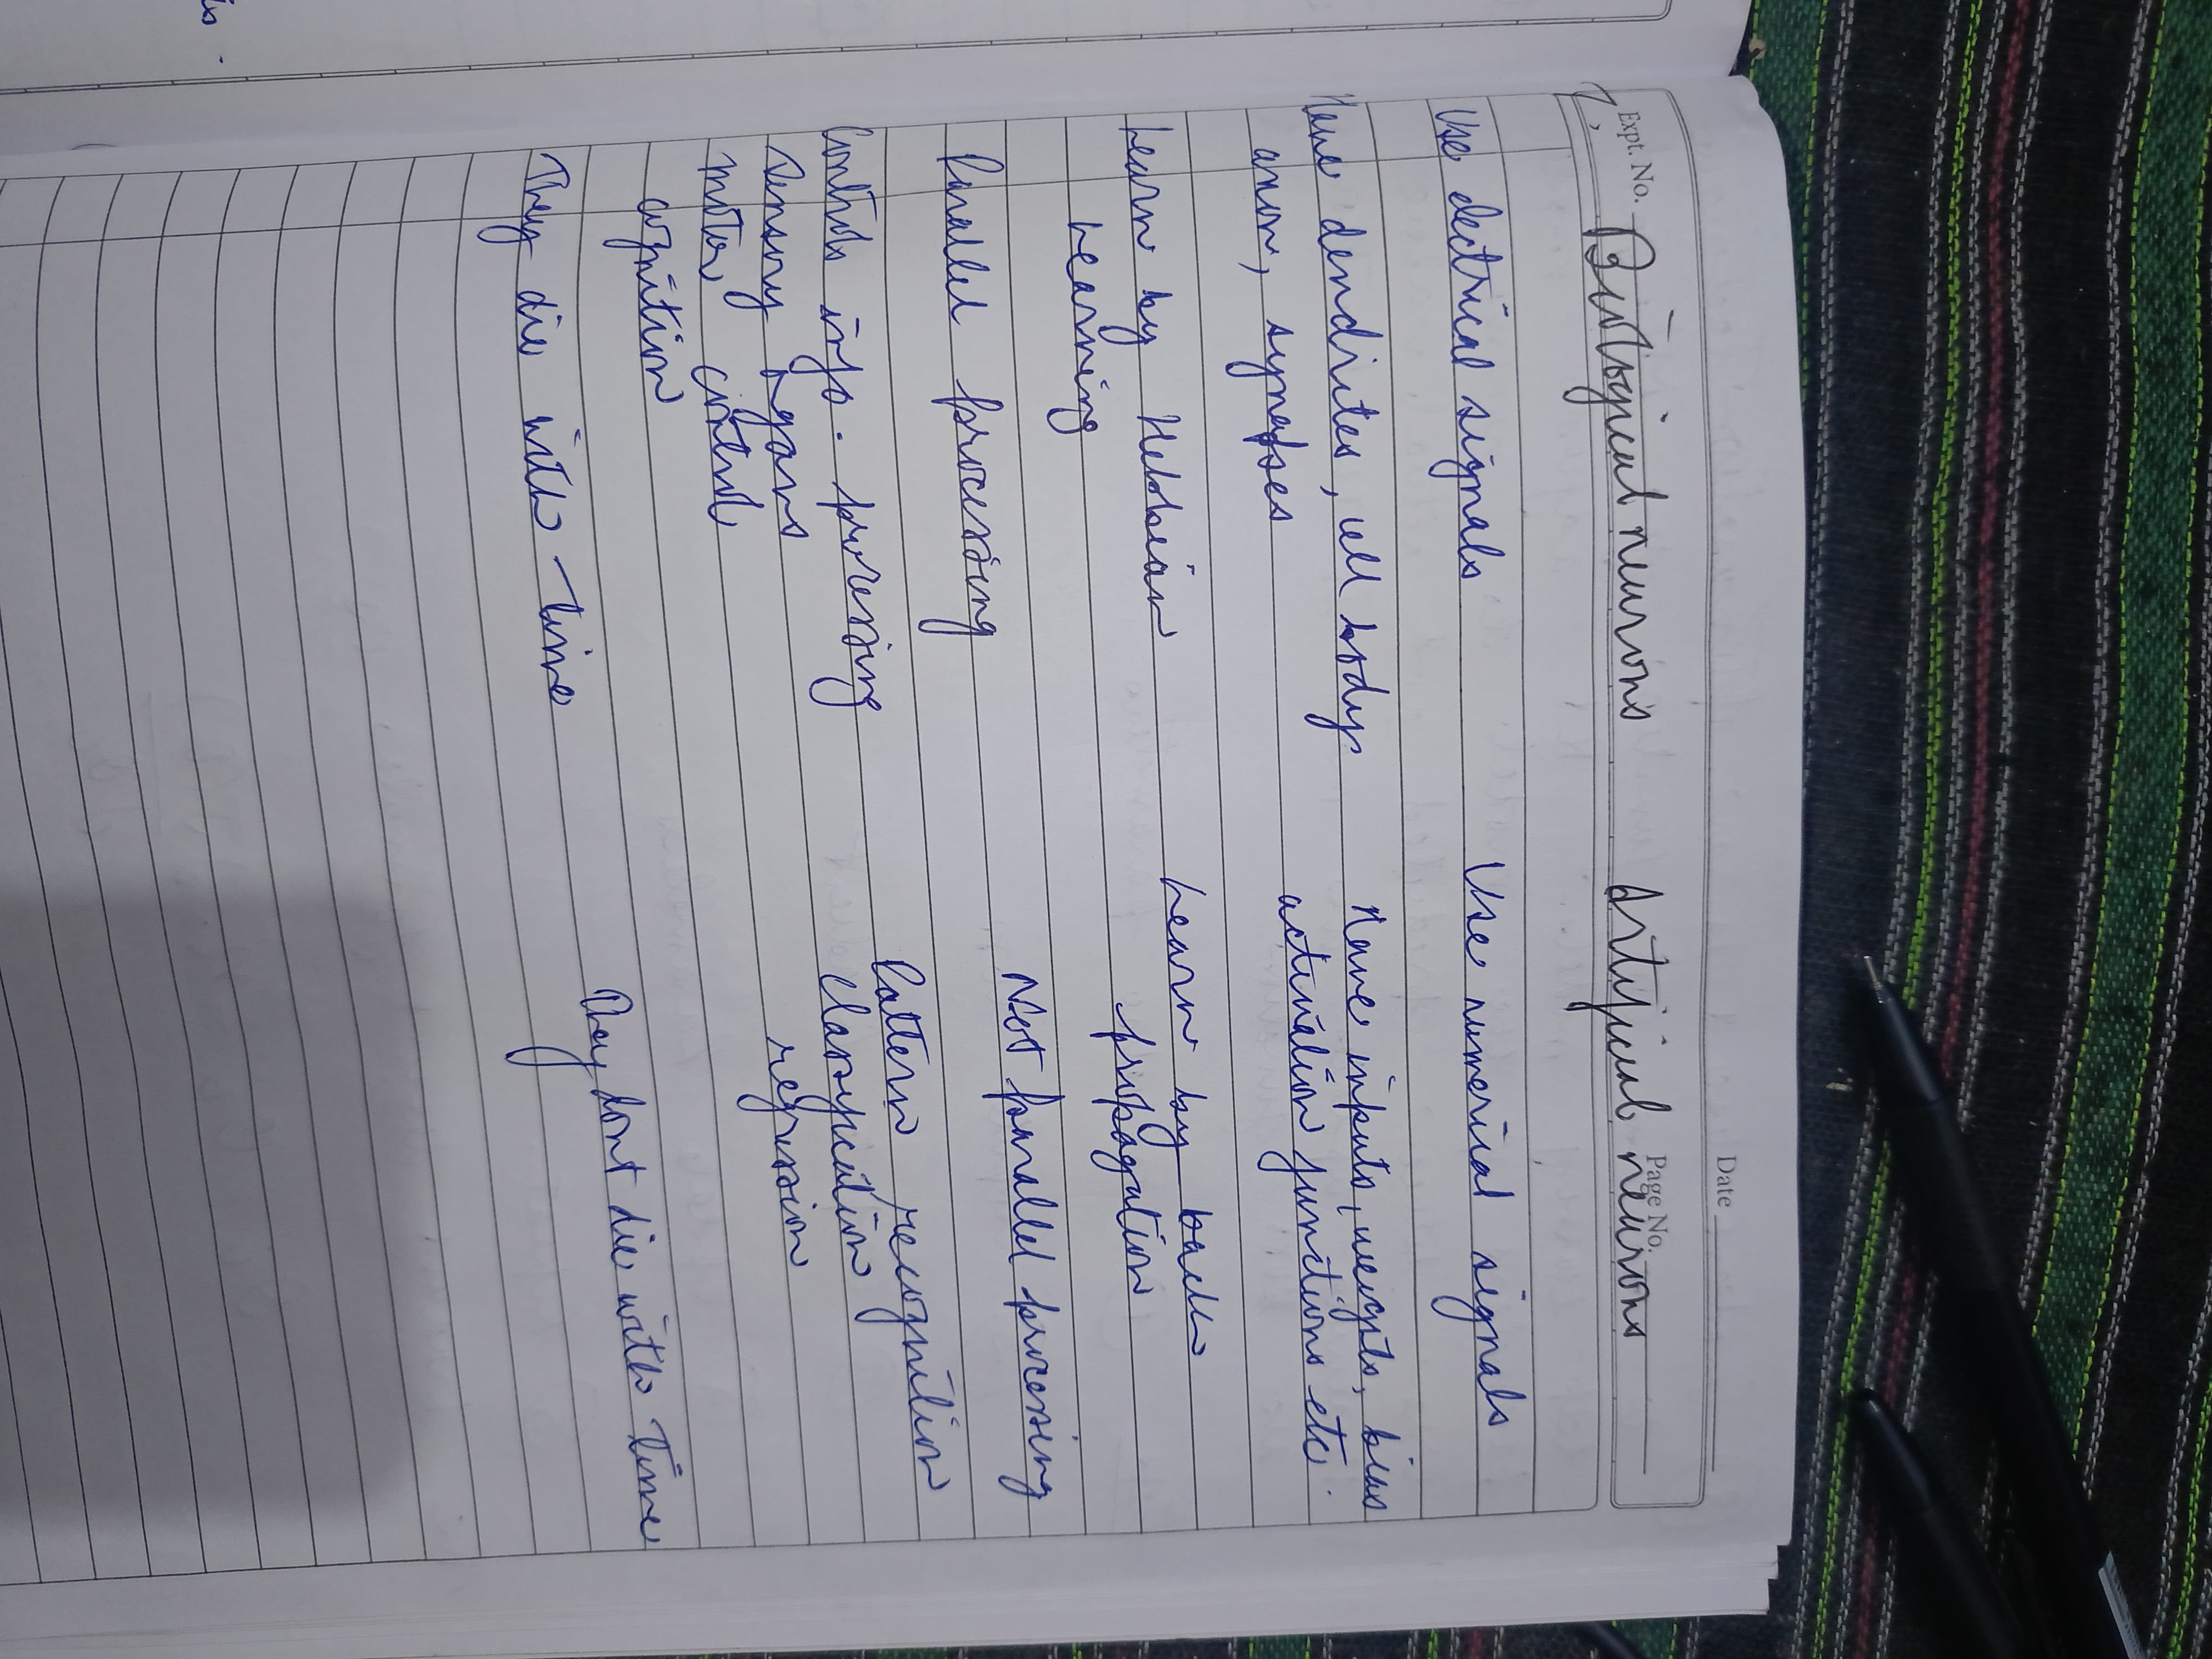 Date
Expt. No.
Page No.
7. Biological neurons Artificial neurons
Use electrical signals Use numerical signals
Have dendrites, cell body Have inputs, weights, bias
axon, synapses activation functions etc.
Learn by Hebbian Learn by back
Learning propagation
Parallel processing Not parallel processing
Controls info. processing Pattern recognition
Sensory organs classification
motor control regression
cognition
They die with time They dont die with time